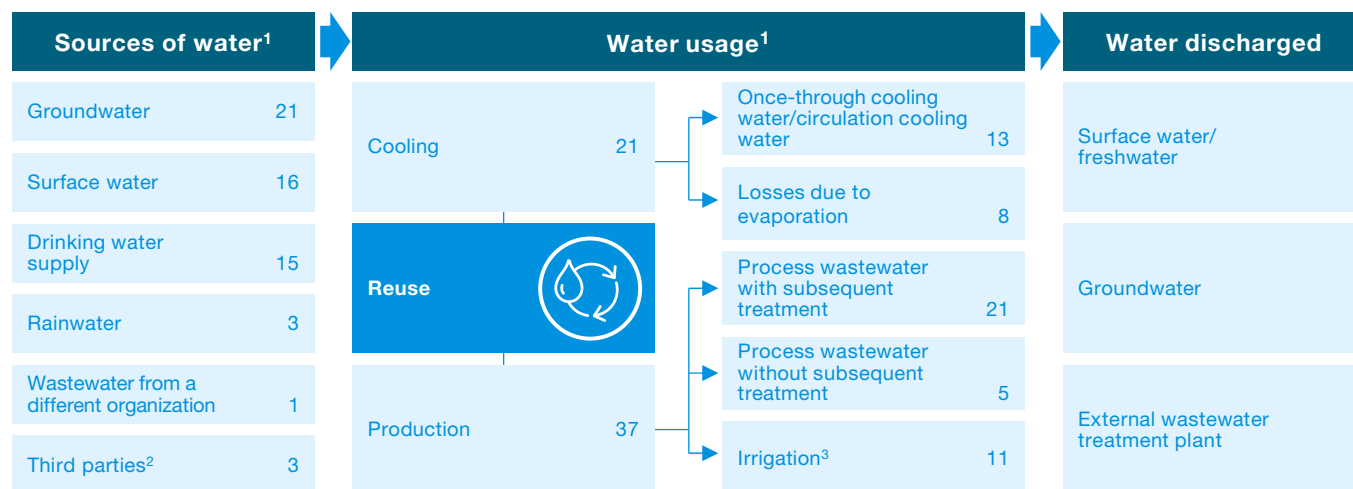 Sources of water1
Groundwater 21
Surface water 16
Drinking water
supply 15
Rainwater 3
Wastewater from a
different organization 1
Third parties2 3
Water usage1
Cooling 21
Reuse
Production 37
Once-through cooling
water/circulation cooling
water 13
Losses due to
evaporation 8
Process wastewater
with subsequent
treatment 21
Process wastewater
without subsequent
treatment 5
Irrigation3 11
Water discharged
Surface water/
freshwater
Groundwater
External wastewater
treatment plant